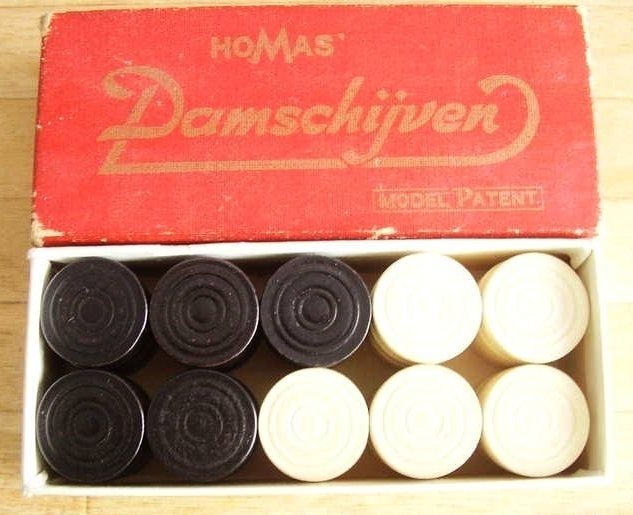 HOMAS'
Damschijven
MODEL PATENT.